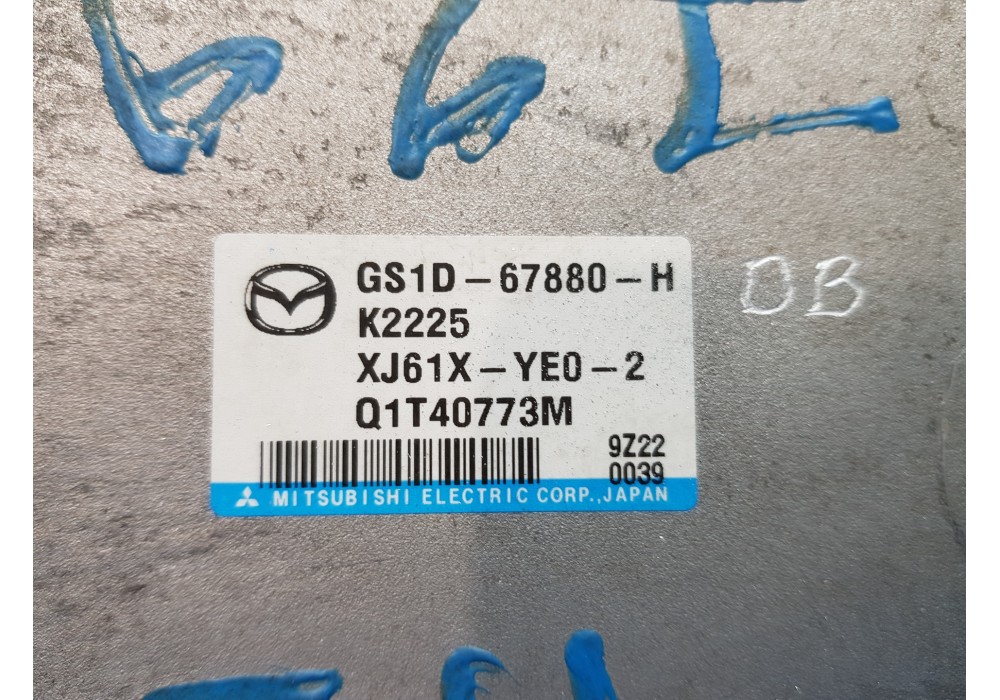 GS1D-67880-H
K2225
XJ61X-YE0-2
Q1T40773M
9Z22
0039
MITSUBISHI ELECTRIC CORP.,JAPAN
DB